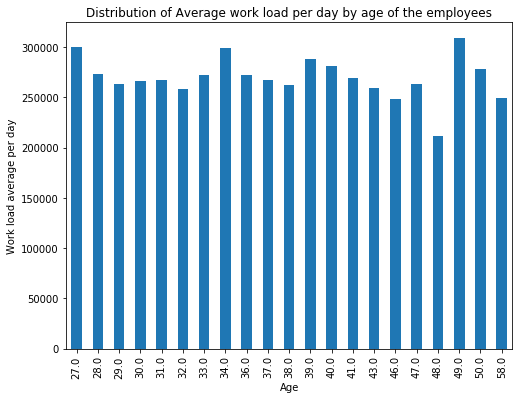 Distribution of Average work load per day by age of the employees
Work load average per day
300000
250000
200000
150000
100000
50000
0
27.0 28.0 29.0 30.0 31.0 32.0 33.0 34.0 36.0 37.0 38.0 39.0 40.0 41.0 43.0 46.0 47.0 48.0 49.0 50.0 58.0
Age